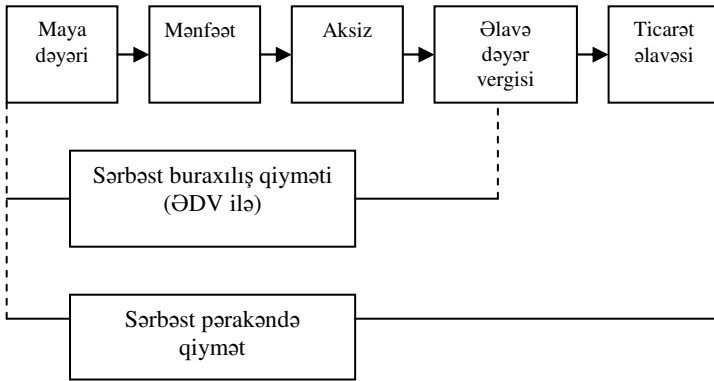 Maya
dəyəri
Mənfəət
Aksiz
Əlavə
dəyər
vergisi
Ticarət
əlavəsi
Sərbəst buraxılış qiyməti
(ƏDV ilə)
Sərbəst pərakəndə
qiymət